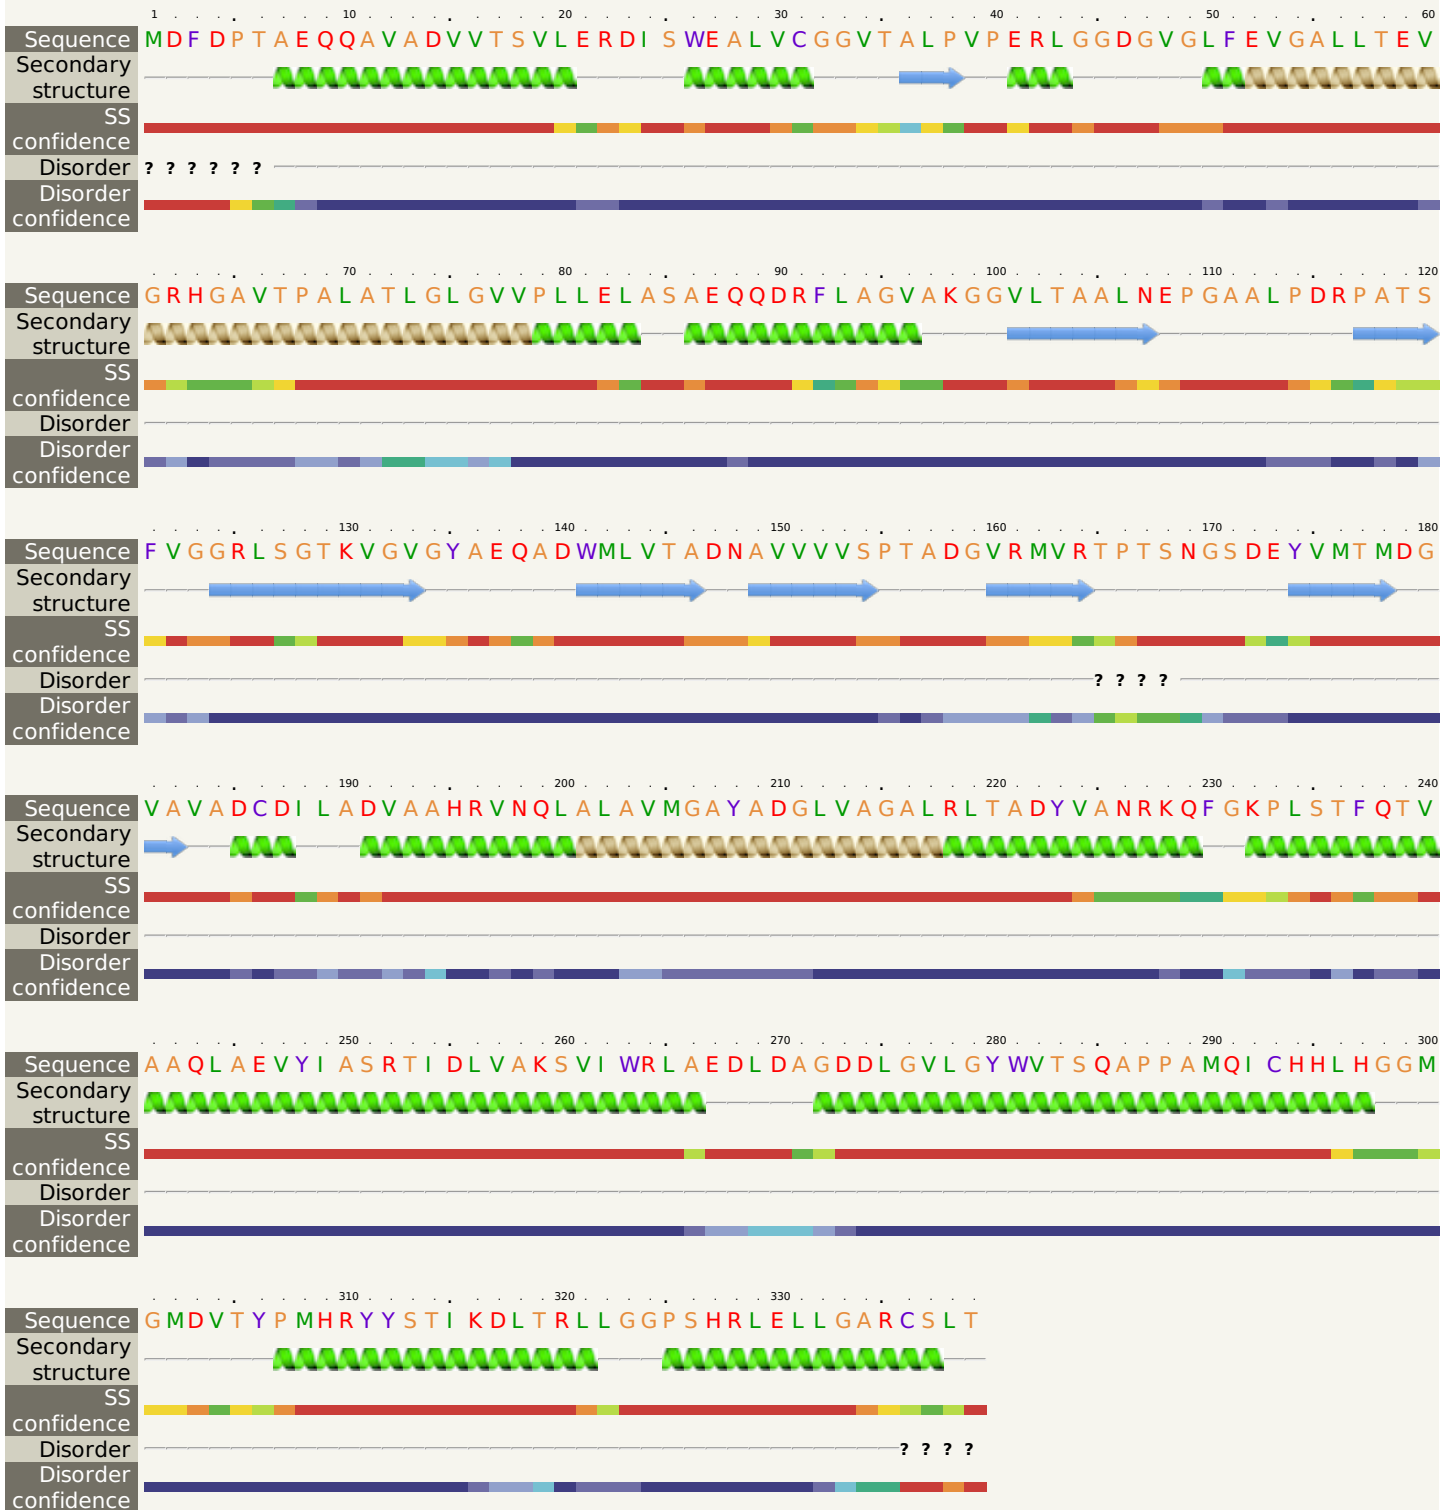 1 10 20 30 40 50 60
Sequence MDFDPTAEQQAVADVVTSVLERDISWEALVCGGVTALPVPERLGGDGVGLFEVGALLTEV
Secondary
structure
SS
confidence
Disorder ? ? ? ? ? ?
Disorder
confidence
70 80 90 100 110 120
Sequence GRHGAVTPALATLGLGVVPLLELASAEQQDRFLAGVAKGGVLTAALNEPGAALPDRPATS
Secondary
structure
SS
confidence
Disorder
Disorder
confidence
130 140 150 160 170 180
Sequence FVGGRLSGTKVGVGYAEQADWMLVTADNAVVVVSPTADGVRMVRTPTSNGSDEYVMTMDG
Secondary
structure
SS
confidence
Disorder ? ? ? ?
Disorder
confidence
190 200 210 220 230 240
Sequence VAVADCDILADVAAHRVNQLALAVMGAYADGLVAGALRLTADYVANRKQFGKPLSTFQTV
Secondary
structure
SS
confidence
Disorder
Disorder
confidence
250 260 270 280 290 300
Sequence AAQLAEVYIASRTIDLVAKSVIWRLAEDLDAGDDLGVLGYWVTSQAPPAMQICHHLHGGM
Secondary
structure
SS
confidence
Disorder
Disorder
confidence
310 320 330
Sequence GMDVTYPMHRYYSTIKDLTRLLGGPSHRLELLGARCSLT
Secondary
structure
SS
confidence
Disorder ? ? ? ?
Disorder
confidence